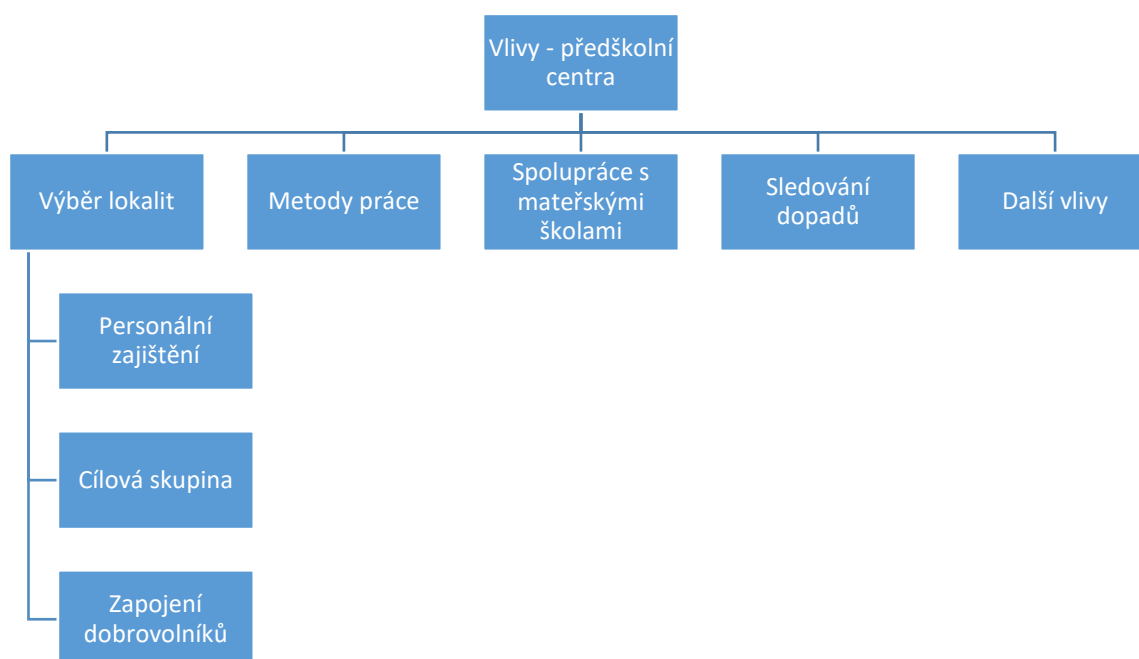 Vlivy - předškolní
centra
Výběr lokalit
Metody práce
Spolupráce s
mateřskými
školami
Sledování
dopadů
Další vlivy
Personální
zajištění
Cílová skupina
Zapojení
dobrovolníků